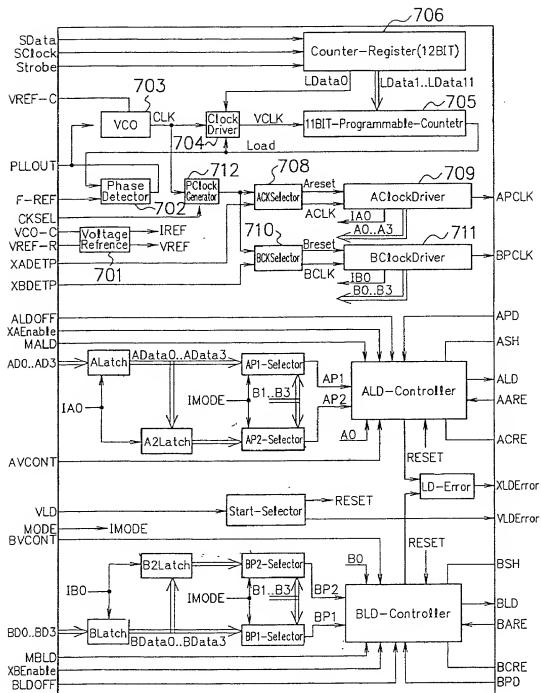 706
SData
SClock
Strobe
Counter-Register(12BIT)
LData0
LData1..LData11
VREF-C
703
VCO
CLK
Clock
Driver
704
VCLK
705
11BIT-Programmable-Countetr
Load
PLLOUT
Phase
Detector
702
712
PClock
Generator
708
ACKSelector
Areset
ACLK
709
AClockDriver
APCLK
IA0
A0..A3
F-REF
CKSEL
VCO-C
VREF-R
Voltage
Refrence
701
IREF
VREF
710
BCKSelector
Breset
BCLK
711
BClockDriver
BPCLK
IB0
B0..B3
XADETP
XBDETP
ALDOFF
XAEnable
MALD
AD0..AD3
ALatch
AData0..AData3
AP1-Selector
AP1
IMODE
B1..B3
AP2
IA0
A2Latch
AP2-Selector
A0
RESET
ALD-Controller
APD
ASH
ALD
AARE
ACRE
AVCONT
LD-Error
XLDError
VLD
Start-Selector
RESET
VLDError
MODE
IMODE
BVCONT
B2Latch
BP2-Selector
BP2
B0
RESET
IB0
IMODE
B1..B3
BP1
BD0..BD3
BLatch
BData0..BData3
BP1-Selector
BLD-Controller
BSH
BLD
BARE
BCRE
BPD
MBLD
XBEnable
BLDOFF